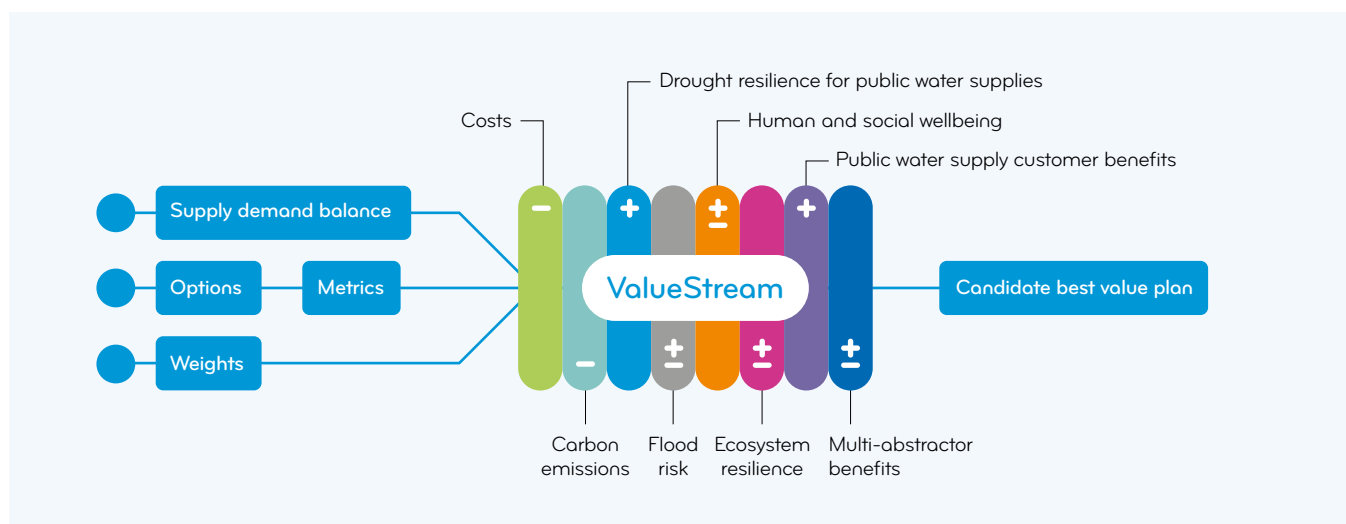 Drought resilience for public water supplies
Costs
Human and social wellbeing
Public water supply customer benefits
−
+
±
+
Supply demand balance
Options
Metrics
ValueStream
Candidate best value plan
Weights
−
±
±
±
Carbon
emissions
Flood
risk
Ecosystem
resilience
Multi-abstractor
benefits